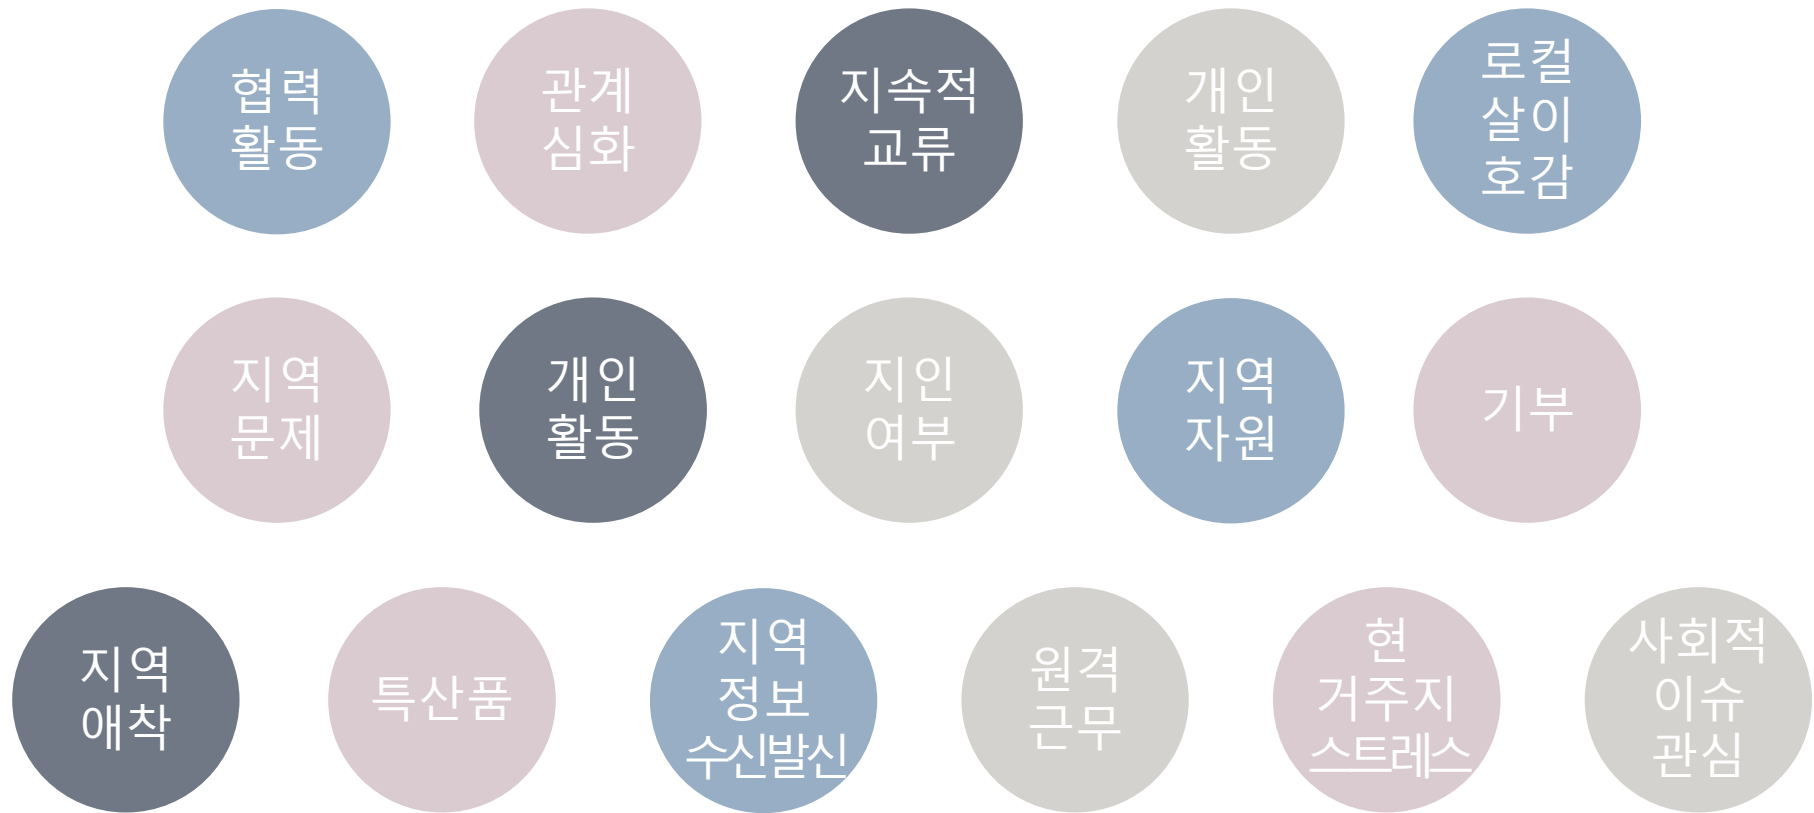 협력
활동
관계
심화
지속적
교류
개인
활동
로컬
살이
호감
지역
문제
개인
활동
지인
여부
지역
자원
기부
지역
애착
특산품
지역
정보
수신발신
원격
근무
현
거주지
스트레스
사회적
이슈
관심